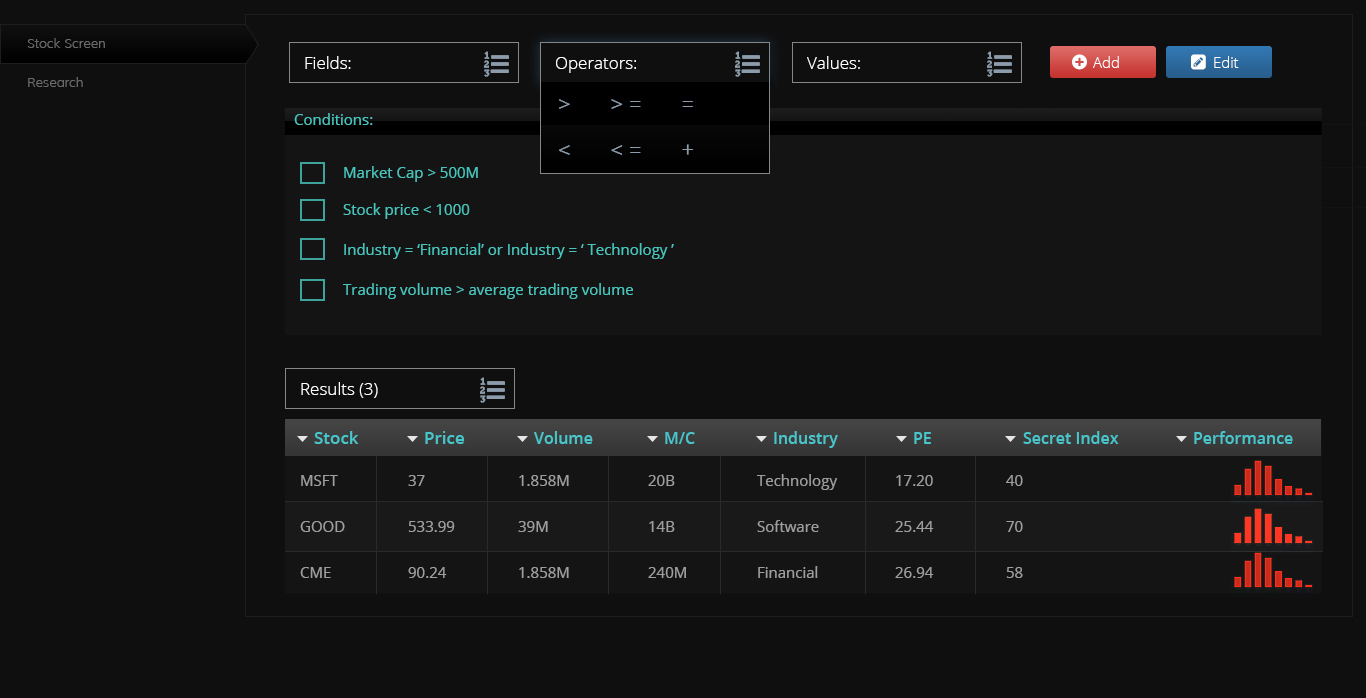 Stock Screen
Research
Fields:
Operators:
Values:
Add
Edit
> >= =
< <= +
Conditions:
Market Cap > 500M
Stock price < 1000
Industry = ‘Financial’ or Industry = ‘ Technology ’
Trading volume > average trading volume
Results (3)
Stock Price Volume M/C Industry PE Secret Index Performance
MSFT 37 1.858M 20B Technology 17.20 40
GOOD 533.99 39M 14B Software 25.44 70
CME 90.24 1.858M 240M Financial 26.94 58